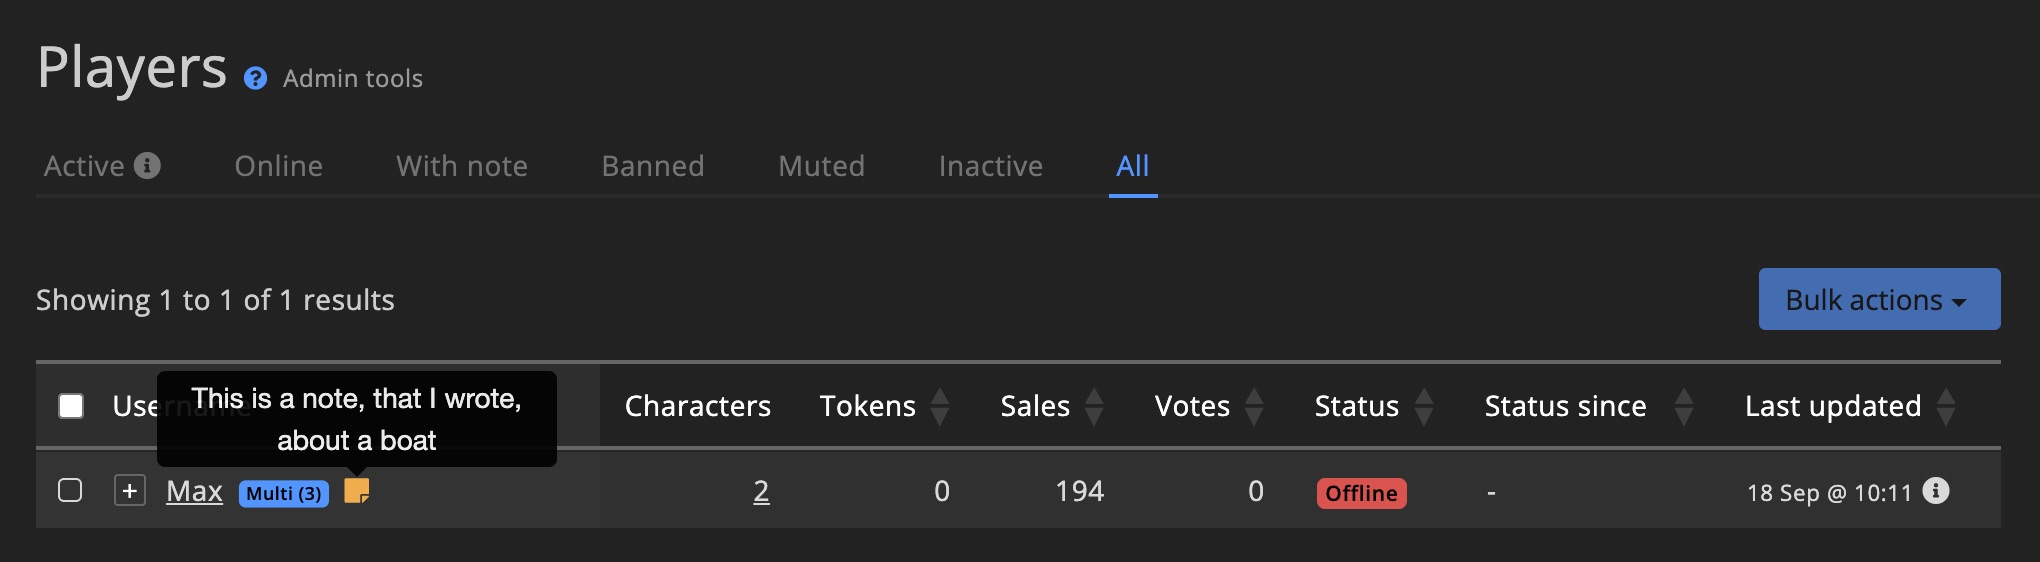 Players ? Admin tools
Active i Online With note Banned Muted Inactive All
Showing 1 to 1 of 1 results
Bulk actions
This is a note, that I wrote,
about a boat
Username Characters Tokens Sales Votes Status Status since Last updated
+ Max Multi (3) 2 0 194 0 Offline - 18 Sep @ 10:11 i